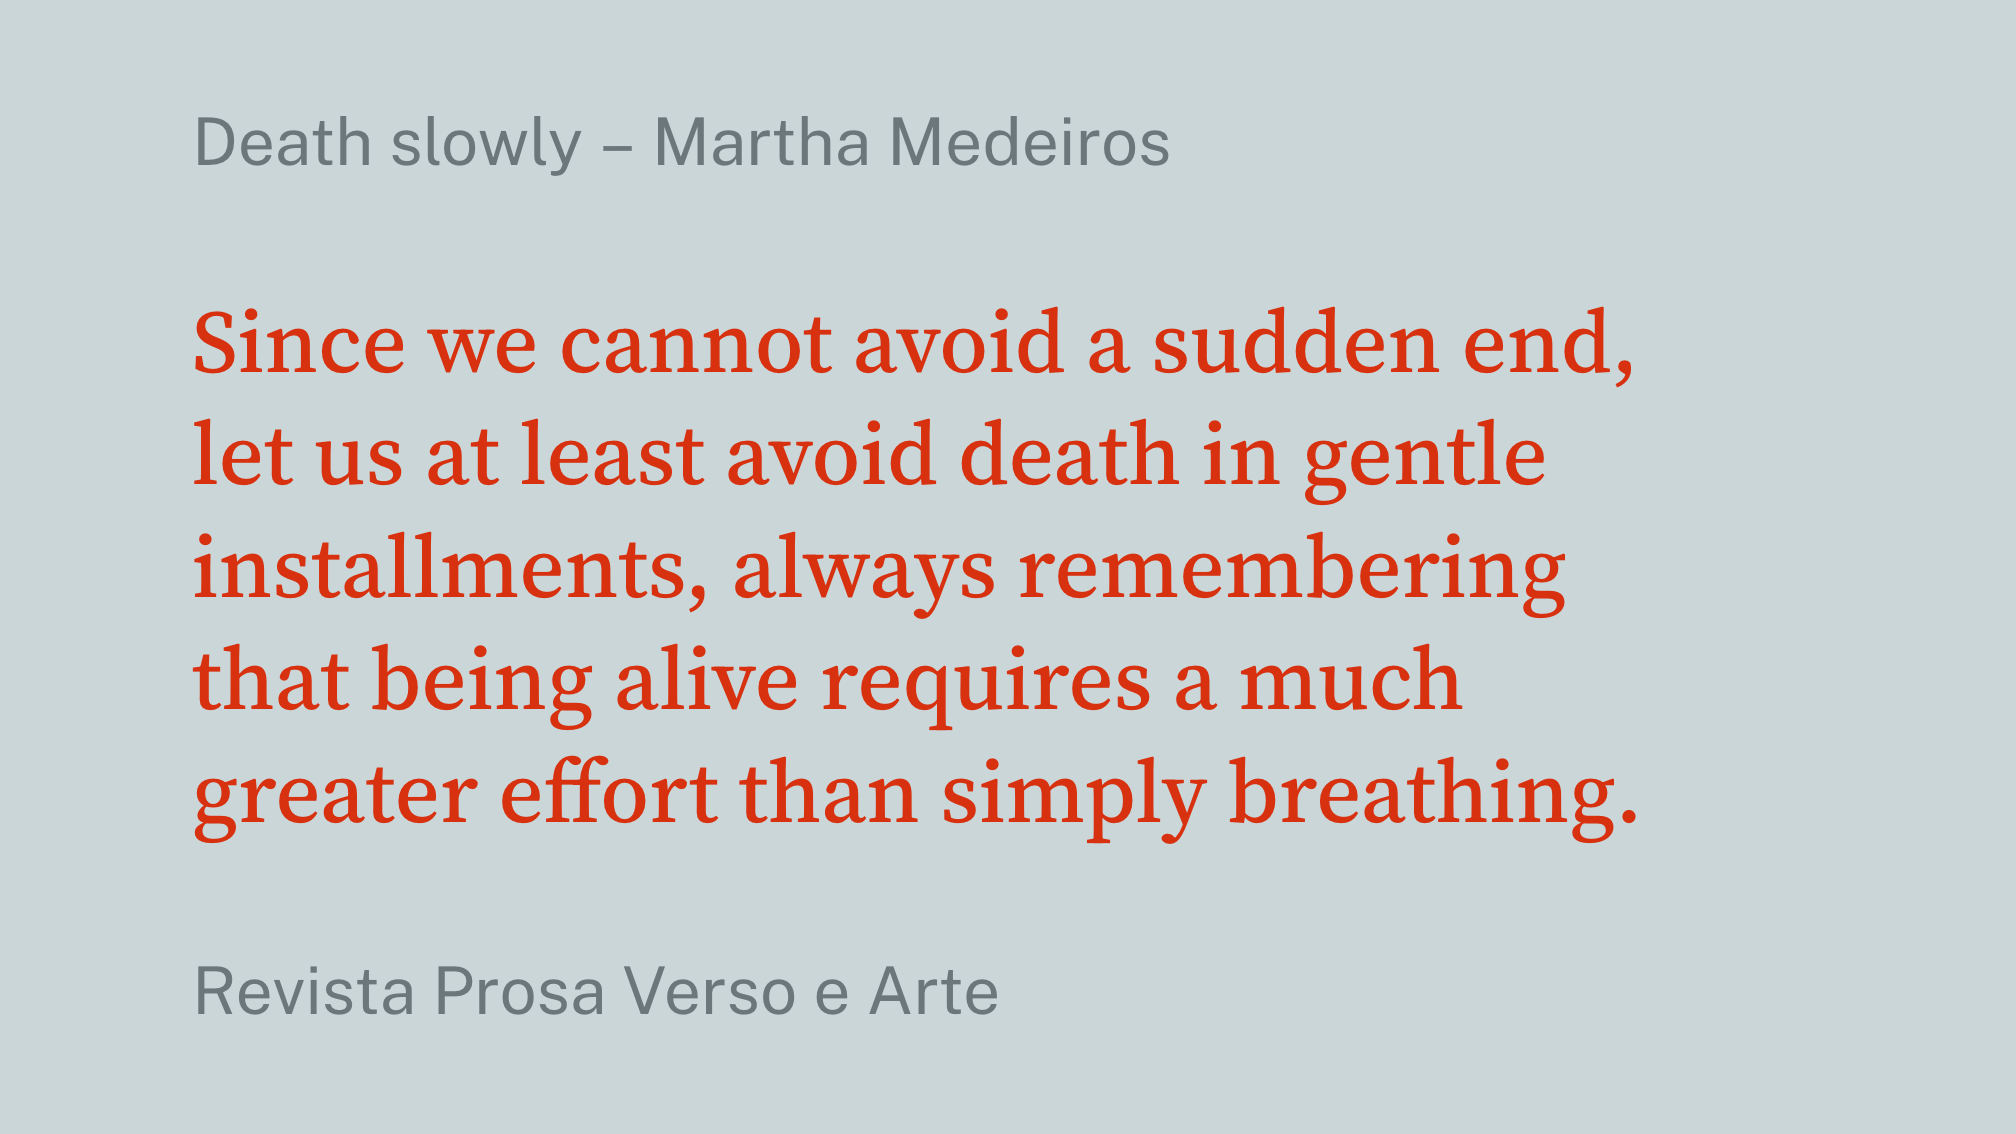 Death slowly – Martha Medeiros
Since we cannot avoid a sudden end,
let us at least avoid death in gentle
installments, always remembering
that being alive requires a much
greater effort than simply breathing.
Revista Prosa Verso e Arte